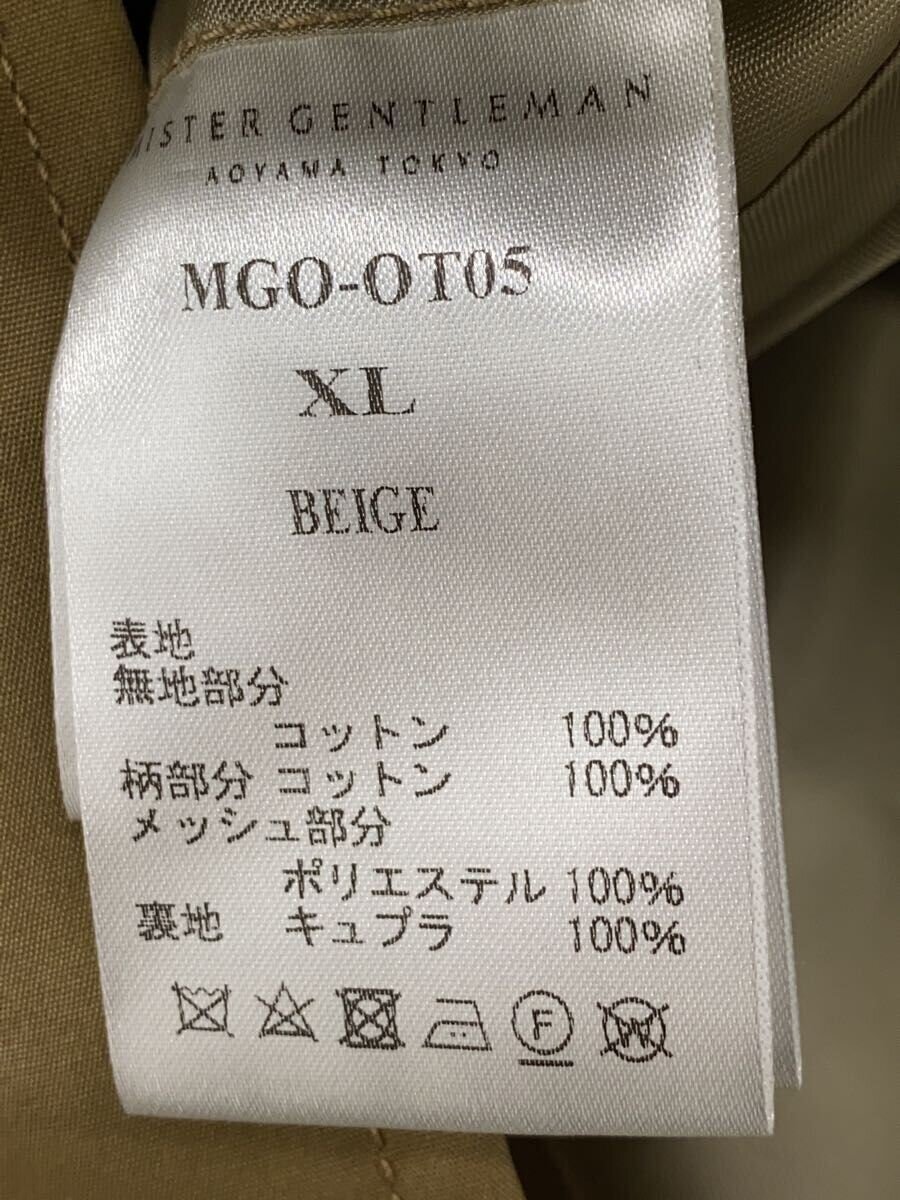 MISTER GENTLEMAN
AOYAMA TOKYO
MGO-OT05
XL
BEIGE
表地
無地部分
コットン 100%
柄部分 コットン 100%
メッシュ部分
ポリエステル 100%
裏地 キュプラ 100%
F
W